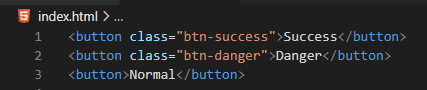 index.html > ...
1 <button class="btn-success">Success</button>
2 <button class="btn-danger">Danger</button>
3 <button>Normal</button>